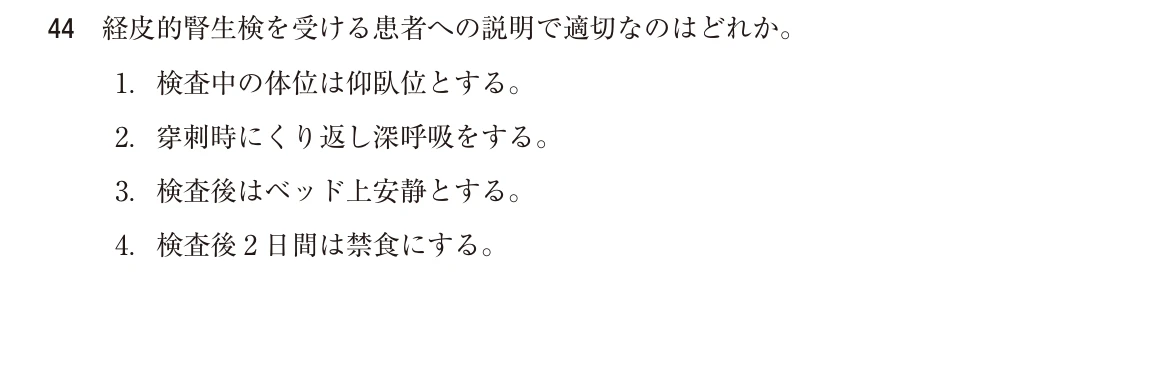 44 経皮的腎生検を受ける患者への説明で適切なのはどれか。
1. 検査中の体位は仰臥位とする。
2. 穿刺時にくり返し深呼吸をする。
3. 検査後はベッド上安静とする。
4. 検査後2日間は禁食にする。